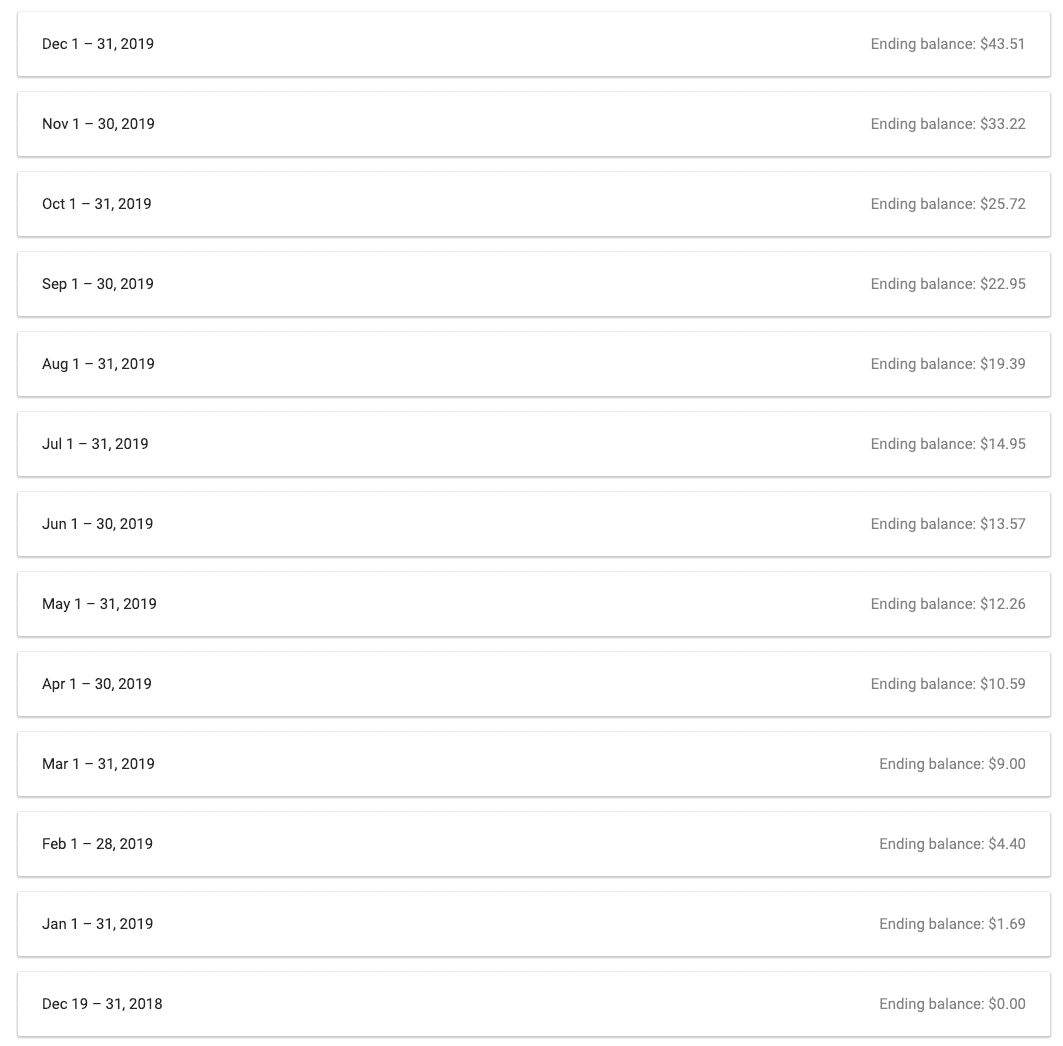 Dec 1 – 31, 2019 Ending balance: $43.51
Nov 1 – 30, 2019 Ending balance: $33.22
Oct 1 – 31, 2019 Ending balance: $25.72
Sep 1 – 30, 2019 Ending balance: $22.95
Aug 1 – 31, 2019 Ending balance: $19.39
Jul 1 – 31, 2019 Ending balance: $14.95
Jun 1 – 30, 2019 Ending balance: $13.57
May 1 – 31, 2019 Ending balance: $12.26
Apr 1 – 30, 2019 Ending balance: $10.59
Mar 1 – 31, 2019 Ending balance: $9.00
Feb 1 – 28, 2019 Ending balance: $4.40
Jan 1 – 31, 2019 Ending balance: $1.69
Dec 19 – 31, 2018 Ending balance: $0.00